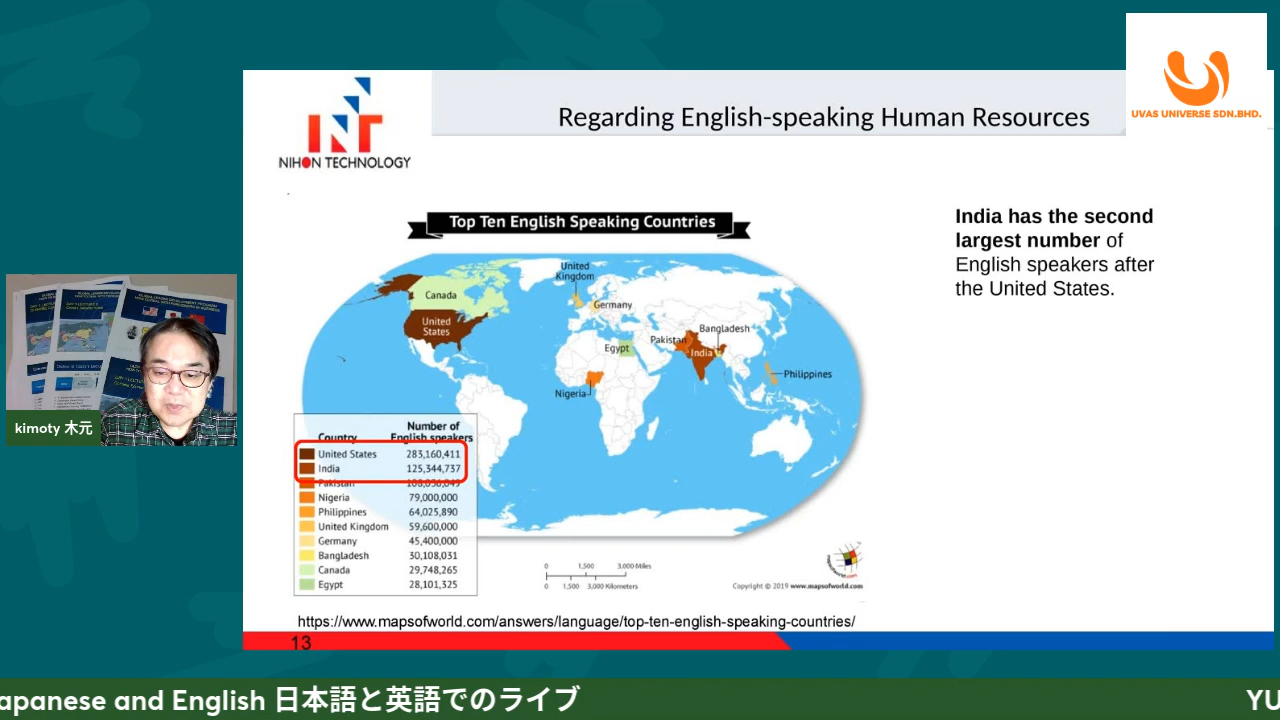 UVAS UNIVERSE SDN.BHD.
NIHON TECHNOLOGY
Regarding English-speaking Human Resources
Top Ten English Speaking Countries
India has the second
largest number of
English speakers after
the United States.
United
Kingdom
Canada
Germany
United
States
Bangladesh
Pakistan
India
Egypt
Philippines
Nigeria
Number of
Country English speakers
United States 283,160,411
India 125,344,737
Pakistan
Nigeria 79,000,000
Philippines 64,025,890
United Kingdom 59,600,000
Germany 45,400,000
Bangladesh 30,108,031
Canada 29,748,265
Egypt 28,101,325
0 1,500 3,000 Miles
0 1,500 3,000 Kilometers
Copyright © 2019 www.mapsofworld.com
https://www.mapsofworld.com/answers/language/top-ten-english-speaking-countries/
13
kimoty 木元
apanese and English 日本語と英語でのライブ
YU